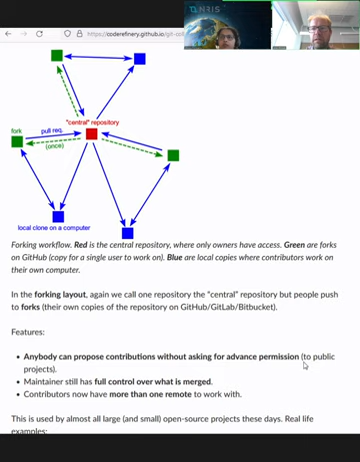 https://coderefinery.github.io/git-col
NRIS
"central" repository
fork
pull req.
(once)
local clone on a computer
Forking workflow. Red is the central repository, where only owners have access. Green are forks
on GitHub (copy for a single user to work on). Blue are local copies where contributors work on
their own computer.
In the forking layout, again we call one repository the "central" repository but people push
to forks (their own copies of the repository on GitHub/GitLab/Bitbucket).
Features:
• Anybody can propose contributions without asking for advance permission (to public
projects).
• Maintainer still has full control over what is merged.
• Contributors now have more than one remote to work with.
This is used by almost all large (and small) open-source projects these days. Real life
examples: